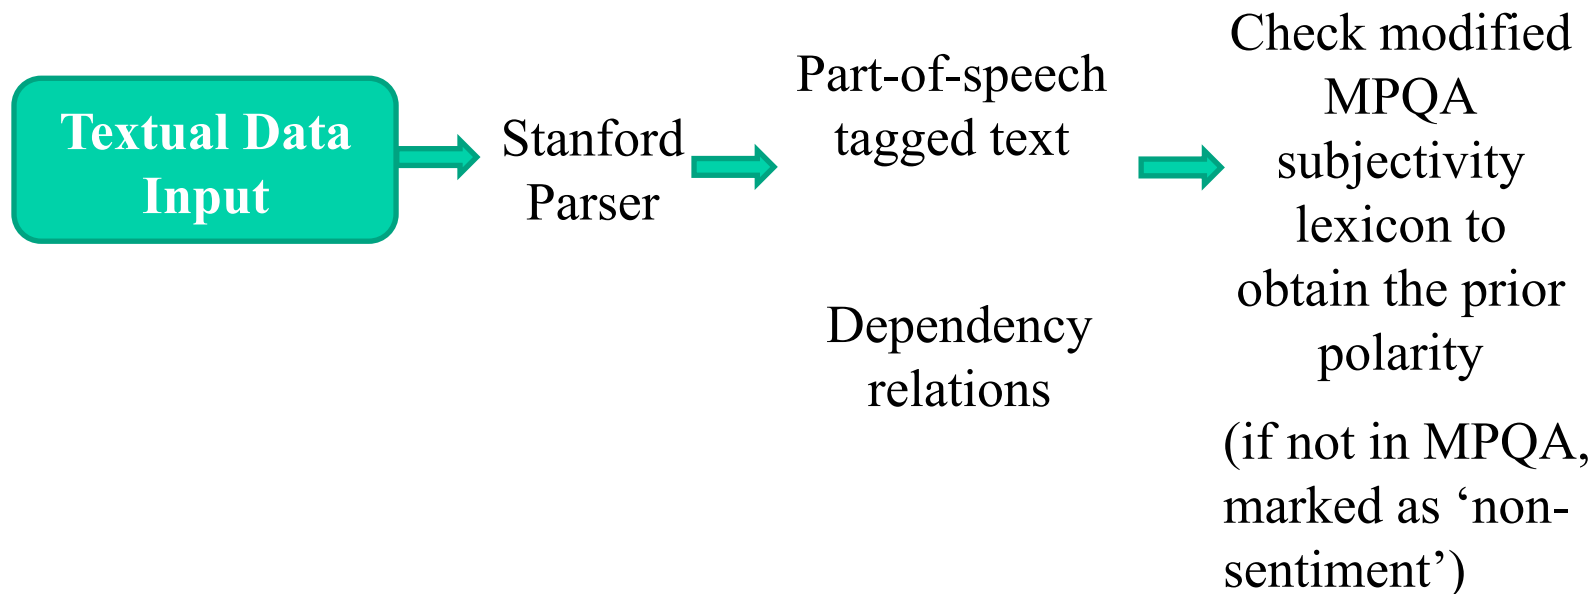 Textual Data
Input
Stanford
Parser
Part-of-speech
tagged text
Dependency
relations
Check modified
MPQA
subjectivity
lexicon to
obtain the prior
polarity
(if not in MPQA,
marked as ‘non-
sentiment’)